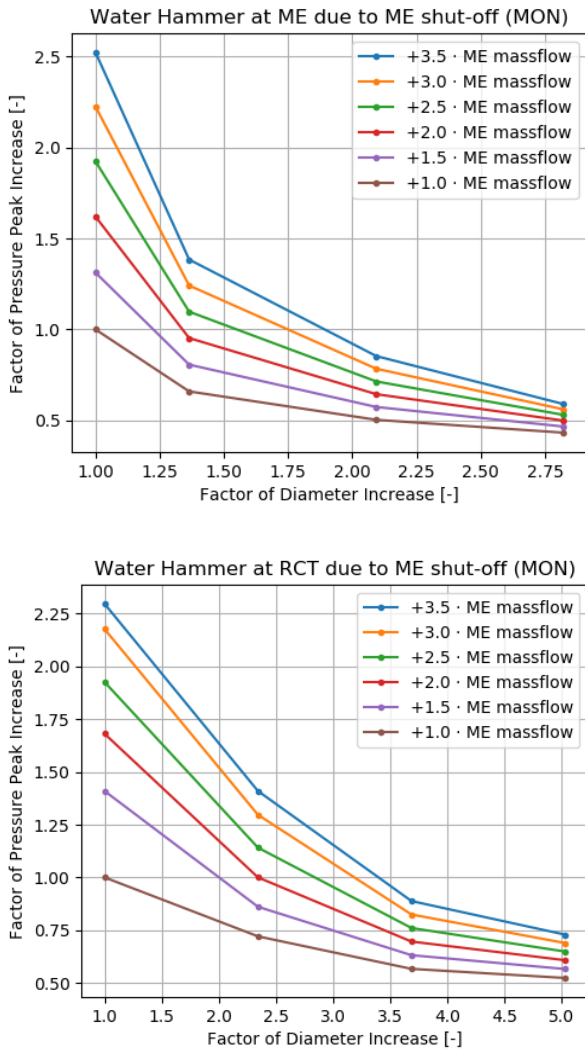 Water Hammer at ME due to ME shut-off (MON)
Factor of Pressure Peak Increase [-]
2.5
2.0
1.5
1.0
0.5
+3.5 · ME massflow
+3.0 · ME massflow
+2.5 · ME massflow
+2.0 · ME massflow
+1.5 · ME massflow
+1.0 · ME massflow
1.00 1.25 1.50 1.75 2.00 2.25 2.50 2.75
Factor of Diameter Increase [-]
Water Hammer at RCT due to ME shut-off (MON)
Factor of Pressure Peak Increase [-]
2.25
2.00
1.75
1.50
1.25
1.00
0.75
0.50
+3.5 · ME massflow
+3.0 · ME massflow
+2.5 · ME massflow
+2.0 · ME massflow
+1.5 · ME massflow
+1.0 · ME massflow
1.0 1.5 2.0 2.5 3.0 3.5 4.0 4.5 5.0
Factor of Diameter Increase [-]